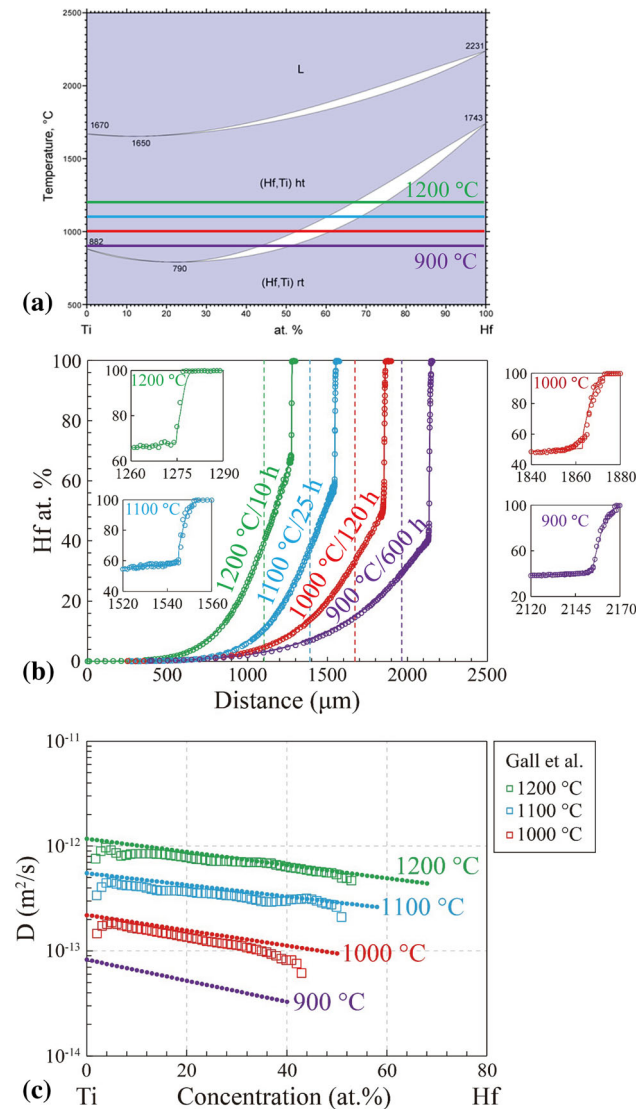 2500
2231
2000
L
1743
1670
1650
1500
Temperature, °C
(Hf,Ti) ht
1200 °C
1000
882
790
900 °C
(Hf,Ti) rt
500
0 10 20 30 40 50 60 70 80 90 100
Ti at. % Hf
(a)
100
80
60
40
20
0
Hf at. %
1200 °C
100
80
60
1260 1275 1290
1100 °C
100
80
60
40
1520 1540 1560
1200 °C/10 h
1100 °C/25 h
1000 °C/120 h
900 °C/600 h
1000 °C
100
80
60
40
1840 1860 1880
900 °C
100
40
2120 2145 2170
0 500 1000 1500 2000 2500
Distance (μm)
(b)
10-11
10-12
10-13
10-14
D (m2/s)
Gall et al.
1200 °C
1100 °C
1000 °C
1200 °C
1100 °C
1000 °C
900 °C
0 20 40 60 80
Ti Concentration (at.%) Hf
(c)